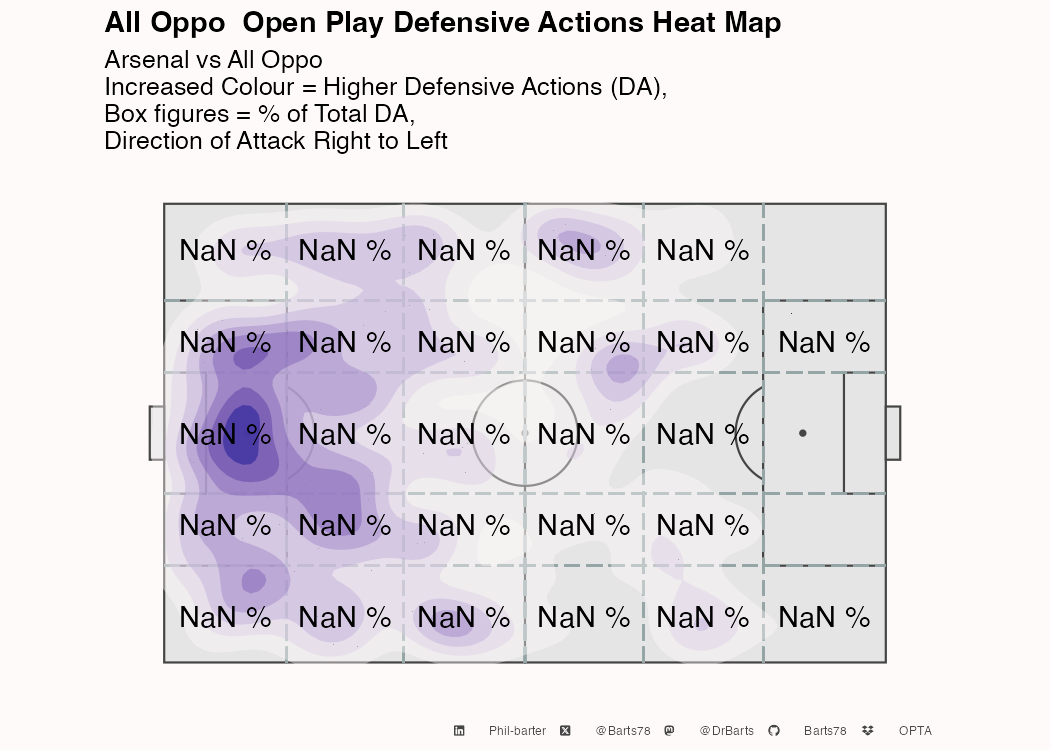 All Oppo  Open Play Defensive Actions Heat Map
Arsenal vs All Oppo
Increased Colour = Higher Defensive Actions (DA),
Box figures = % of Total DA,
Direction of Attack Right to Left
NaN % NaN % NaN % NaN % NaN %
NaN % NaN % NaN % NaN % NaN % NaN %
NaN % NaN % NaN % NaN % NaN %
NaN % NaN % NaN % NaN % NaN %
NaN % NaN % NaN % NaN % NaN % NaN %
Phil-barter @Barts78 @DrBarts Barts78 OPTA